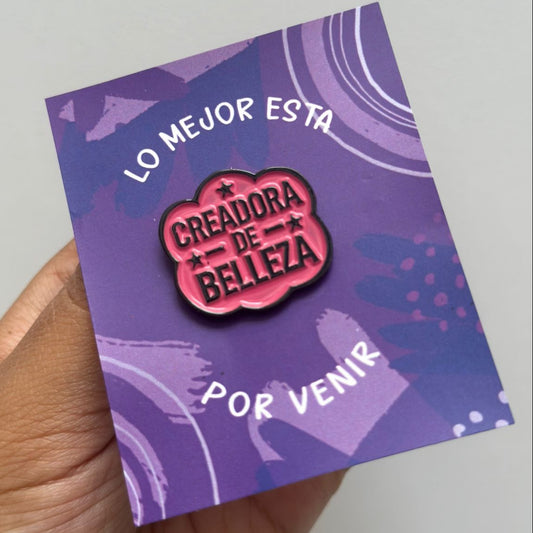 LO MEJOR ESTA
CREADORA
DE
BELLEZA
POR VENIR